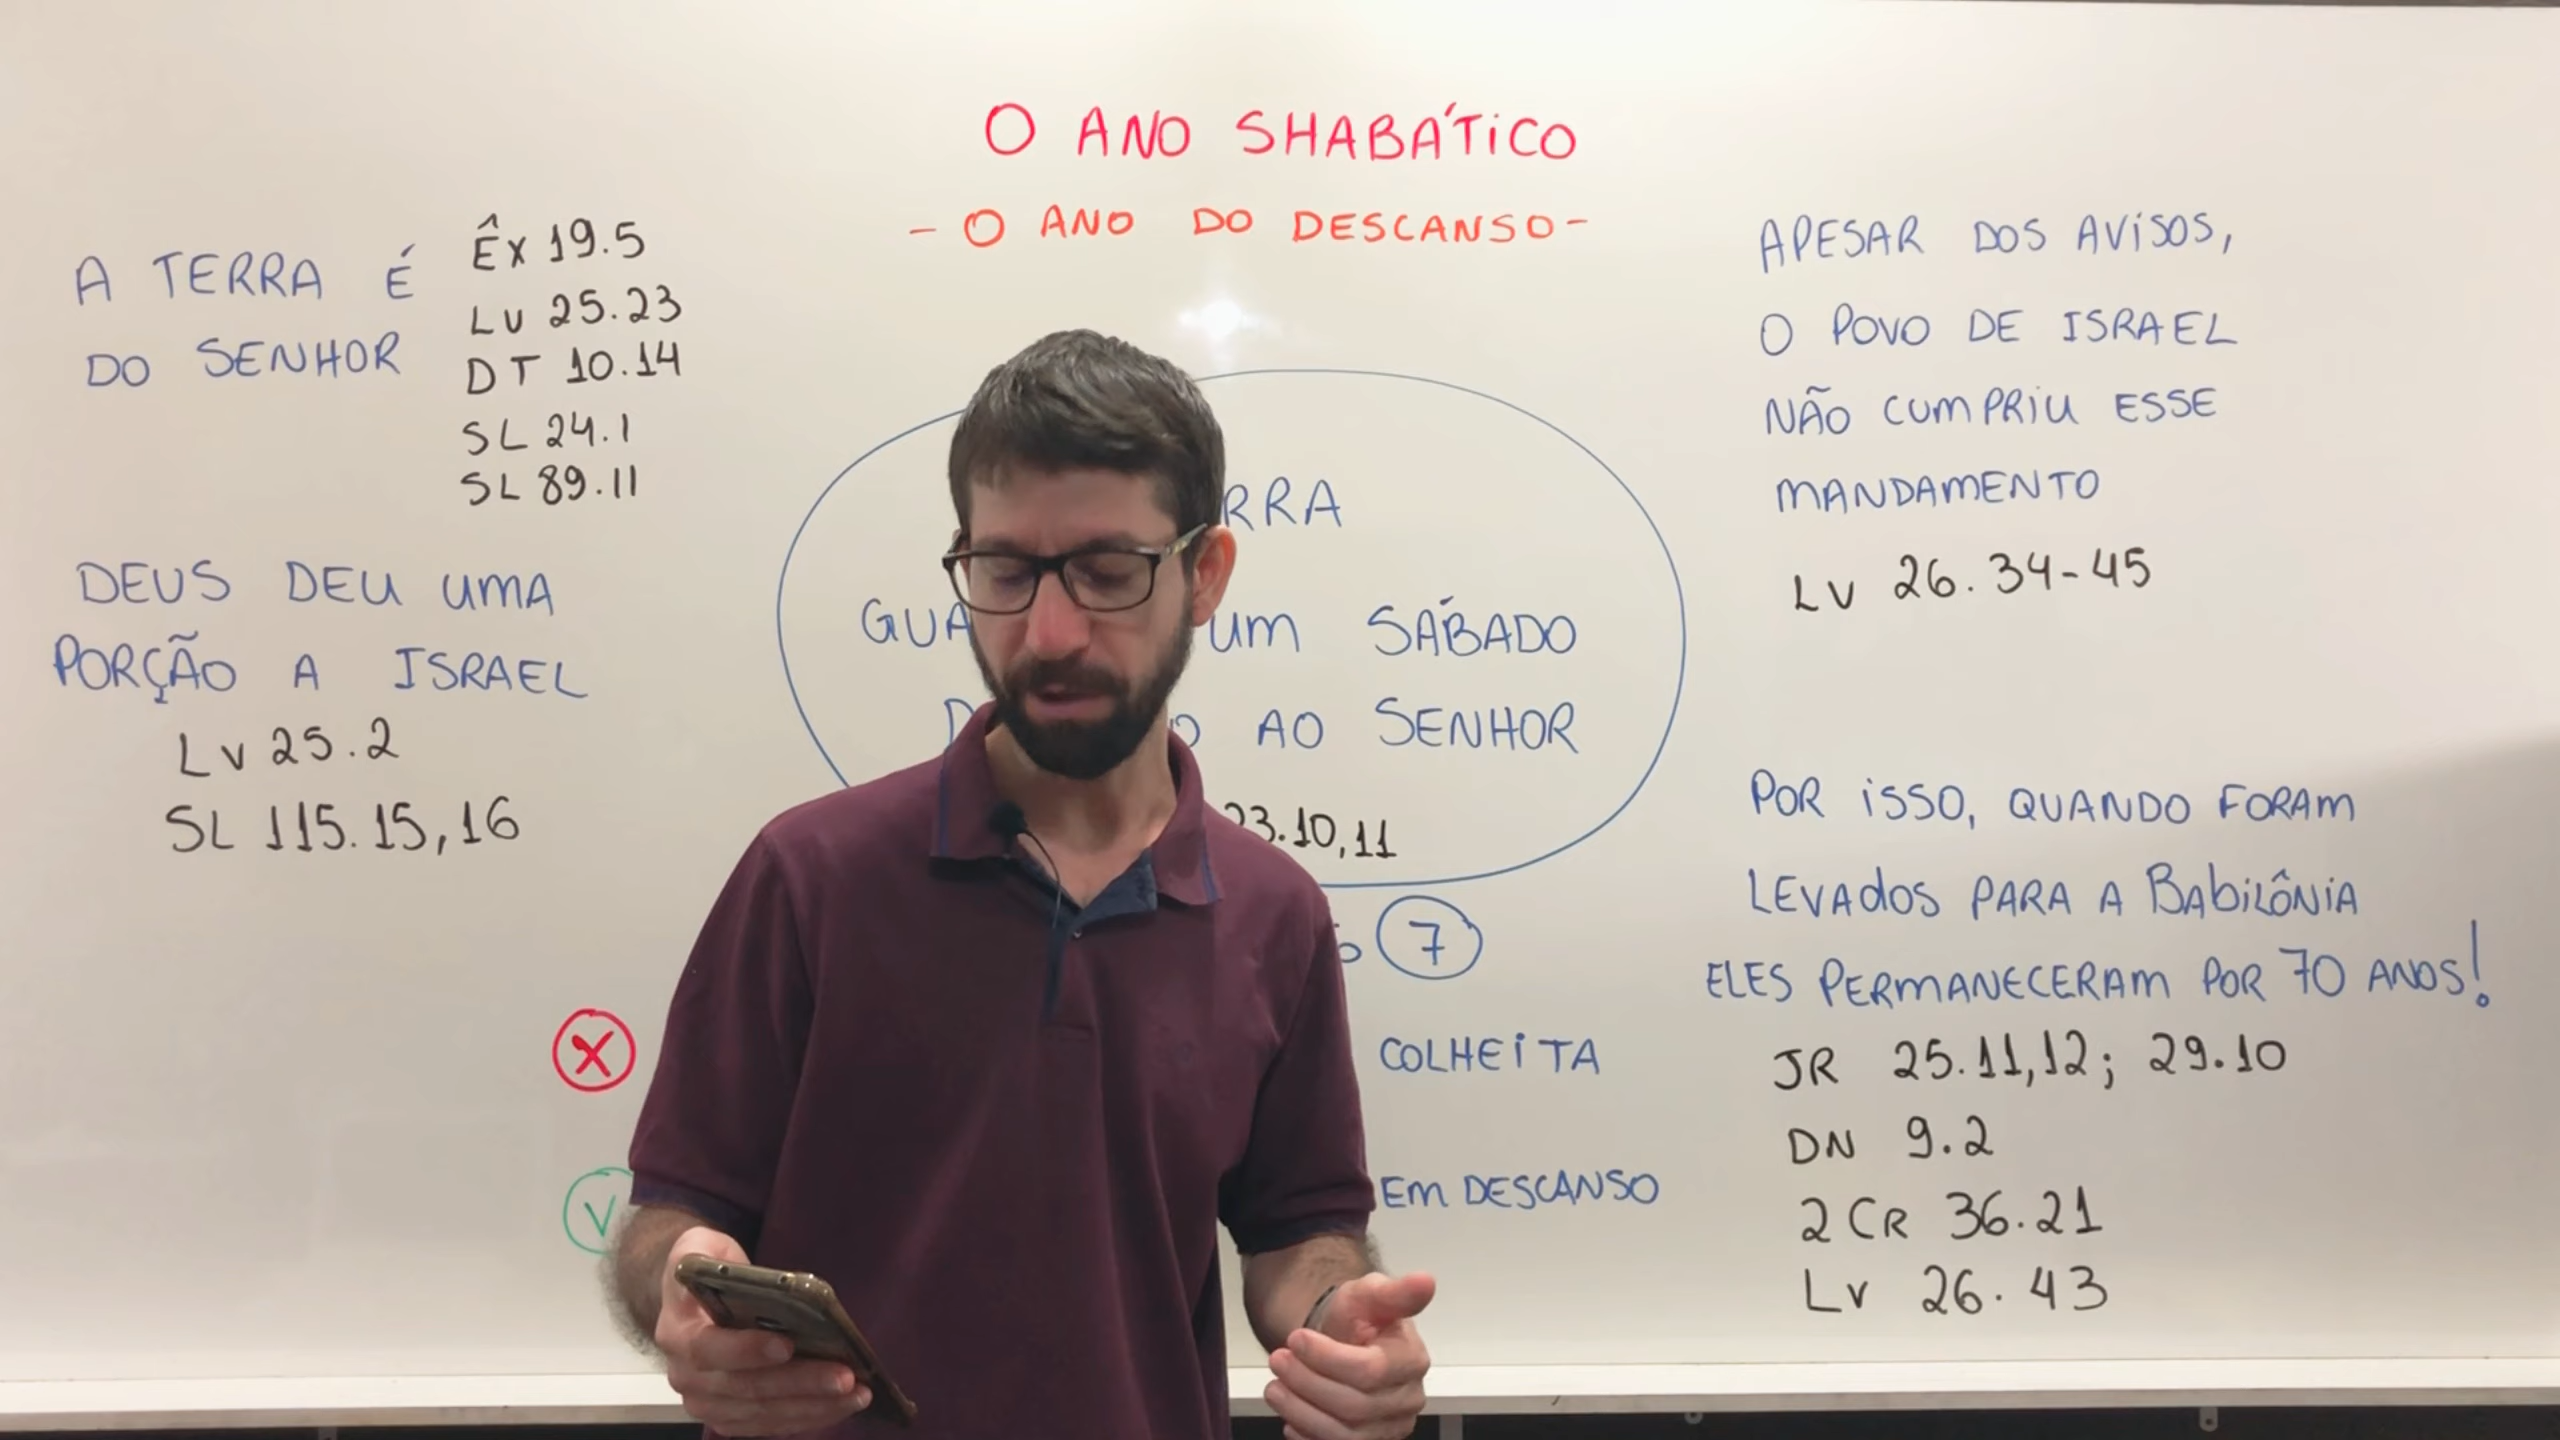 O ANO SHABÁTICO
- O ANO DO DESCANSO -
A TERRA É
DO SENHOR
ÊX 19.5
LV 25.23
DT 10.14
SL 24.1
SL 89.11
DEUS DEU UMA
PORÇÃO A ISRAEL
LV 25.2
SL 115.15,16
UM SÁBADO
AO SENHOR
23.10,11
7
X
COLHEITA
V
EM DESCANSO
APESAR DOS AVISOS,
O POVO DE ISRAEL
NÃO CUMPRIU ESSE
MANDAMENTO
LV 26.34-45
POR ISSO, QUANDO FORAM
LEVADOS PARA A BABILÔNIA
ELES PERMANECERAM POR 70 ANOS!
JR 25.11,12; 29.10
DN 9.2
2 CR 36.21
LV 26.43